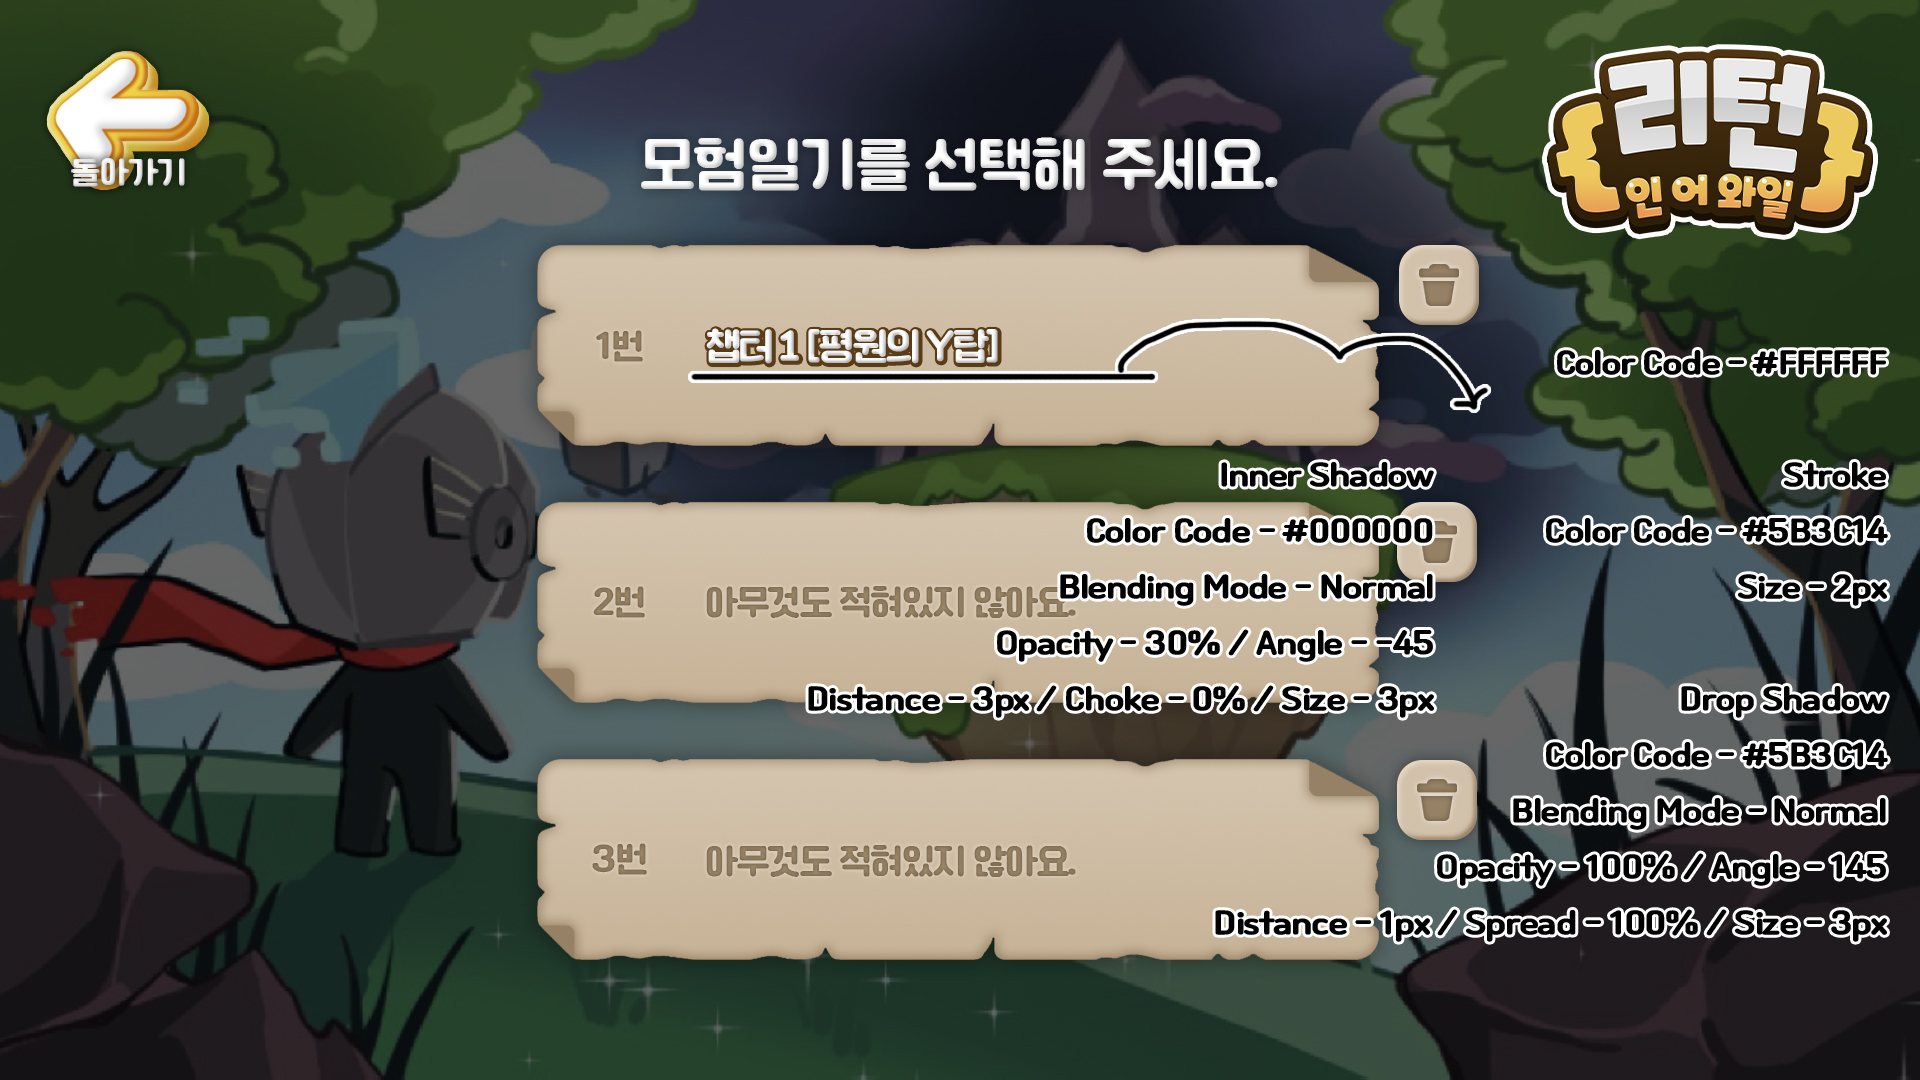 돌아가기
모험일기를 선택해 주세요.
리턴
인 어 와일
1번
챕터 1 [평원의 Y탑]
Color Code - #FFFFFF
Inner Shadow
Color Code - #000000
Blending Mode - Normal
Opacity - 30% / Angle - -45
Distance - 3px / Choke - 0% / Size - 3px
Stroke
Color Code - #5B3C14
Size - 2px
2번
아무것도 적혀있지 않아요.
Drop Shadow
Color Code - #5B3C14
Blending Mode - Normal
Opacity - 100% / Angle - 145
Distance - 1px / Spread - 100% / Size - 3px
3번
아무것도 적혀있지 않아요.